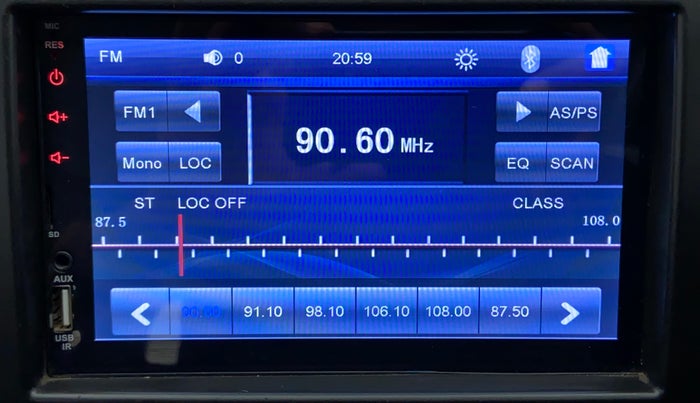 MIC
RES
FM 0 20:59
FM1 90.60 MHz AS/PS
Mono LOC EQ SCAN
ST LOC OFF CLASS
87.5 108.0
SD
AUX
90.60 91.10 98.10 106.10 108.00 87.50
USB
IR